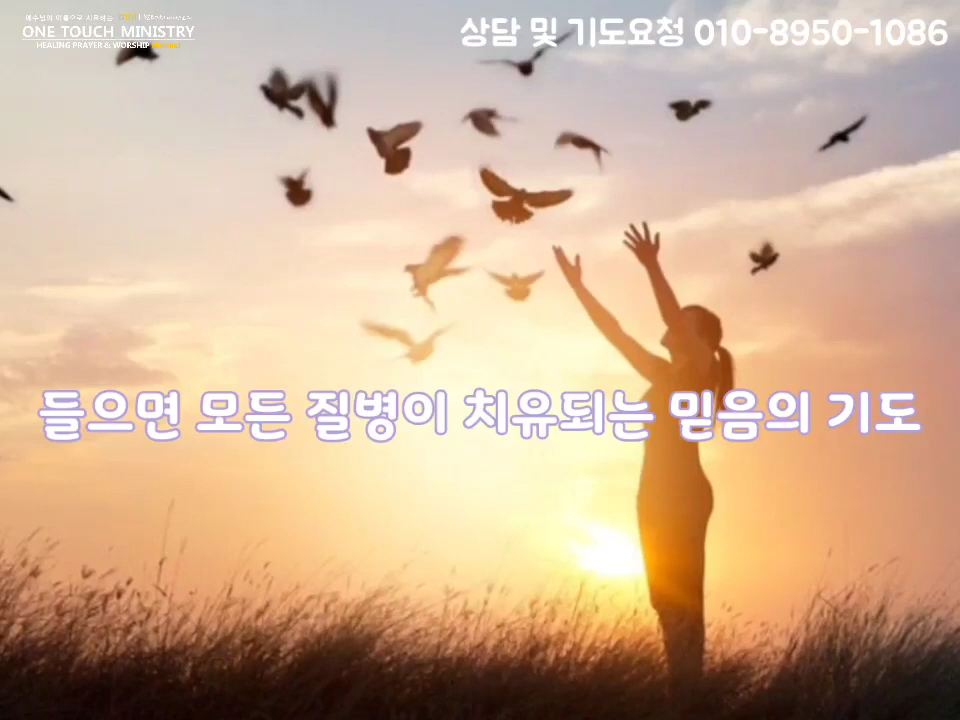 ONE TOUCH MINISTRY
HEALING PRAYER & WORSHIP
상담 및 기도요청 010-8950-1086
들으면 모든 질병이 치유되는 믿음의 기도